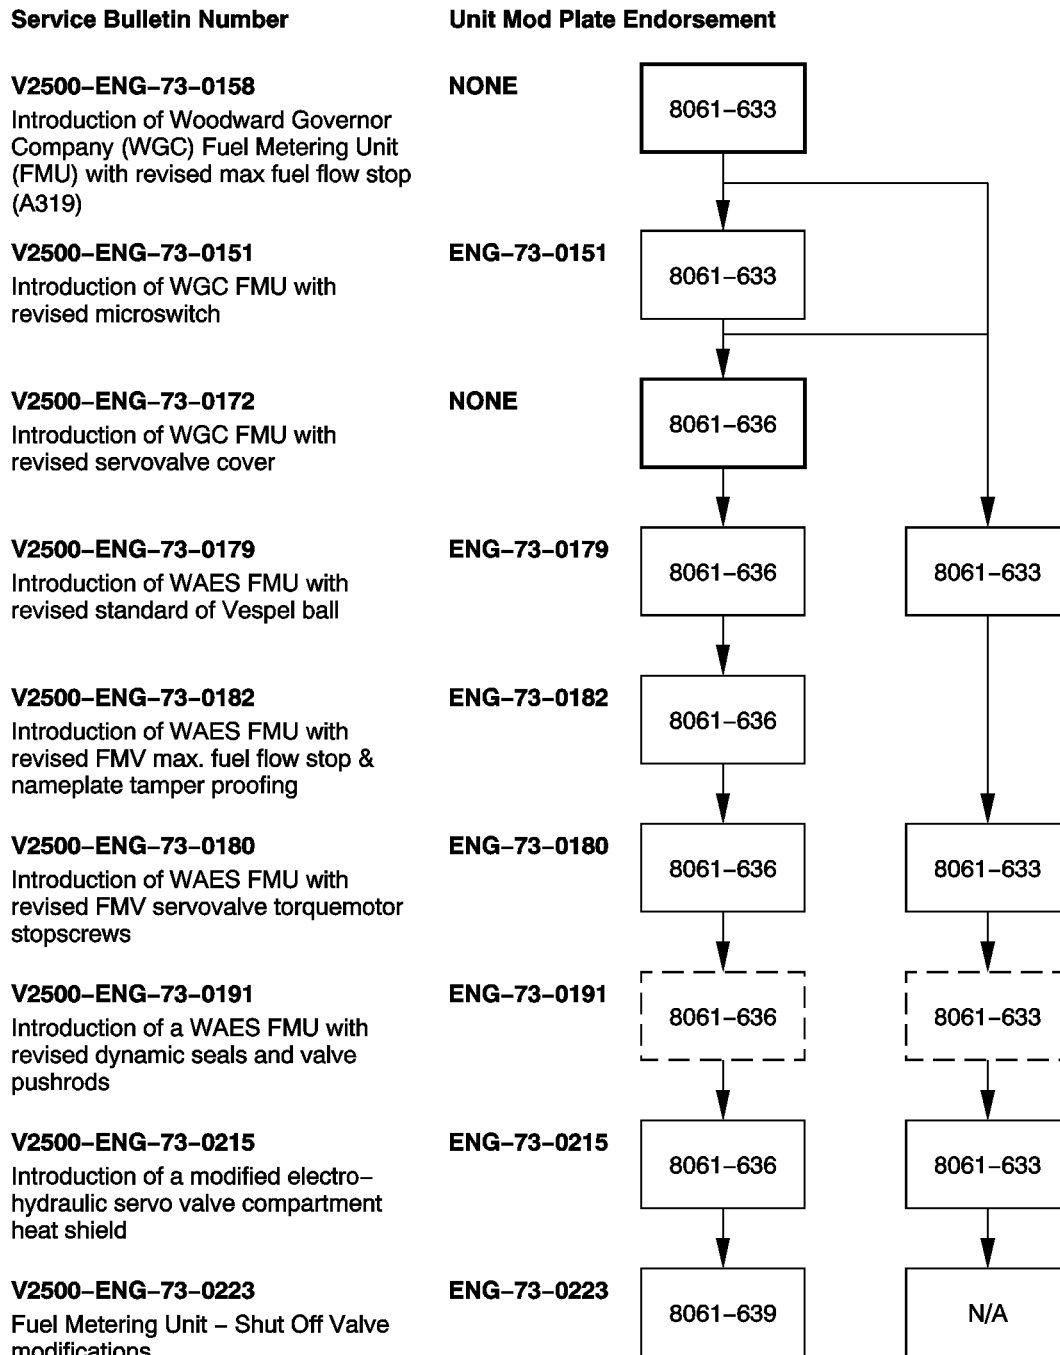 Service Bulletin Number Unit Mod Plate Endorsement
V2500–ENG–73–0158 NONE
8061–633
Introduction of Woodward Governor
Company (WGC) Fuel Metering Unit
(FMU) with revised max fuel flow stop
(A319)
V2500–ENG–73–0151 ENG–73–0151
8061–633
Introduction of WGC FMU with
revised microswitch
V2500–ENG–73–0172 NONE
8061–636
Introduction of WGC FMU with
revised servovalve cover
V2500–ENG–73–0179 ENG–73–0179
8061–636 8061–633
Introduction of WAES FMU with
revised standard of Vespel ball
V2500–ENG–73–0182 ENG–73–0182
8061–636
Introduction of WAES FMU with
revised FMV max. fuel flow stop &
nameplate tamper proofing
V2500–ENG–73–0180 ENG–73–0180
8061–636 8061–633
Introduction of WAES FMU with
revised FMV servovalve torquemotor
stopscrews
V2500–ENG–73–0191 ENG–73–0191
8061–636 8061–633
Introduction of a WAES FMU with
revised dynamic seals and valve
pushrods
V2500–ENG–73–0215 ENG–73–0215
8061–636 8061–633
Introduction of a modified electro–
hydraulic servo valve compartment
heat shield
V2500–ENG–73–0223 ENG–73–0223
8061–639 N/A
Fuel Metering Unit – Shut Off Valve
modifications